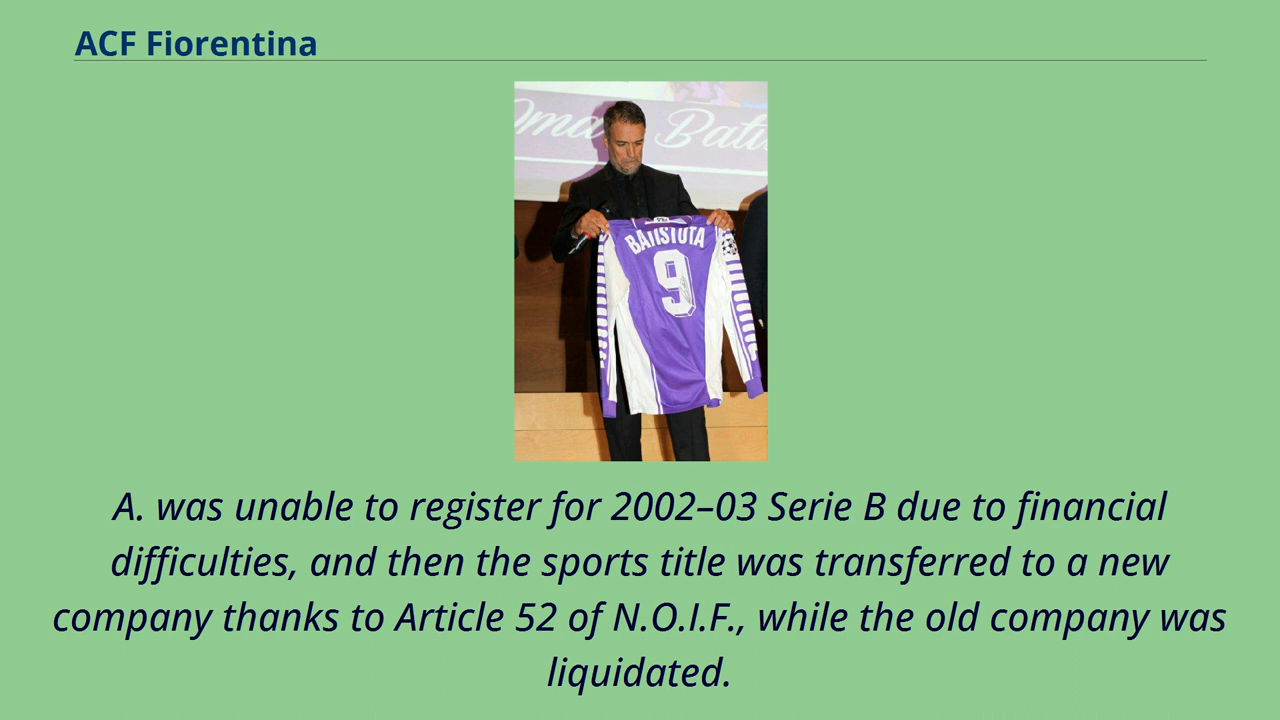 ACF Fiorentina
BATISTUTA
9
A. was unable to register for 2002–03 Serie B due to financial
difficulties, and then the sports title was transferred to a new
company thanks to Article 52 of N.O.I.F., while the old company was
liquidated.